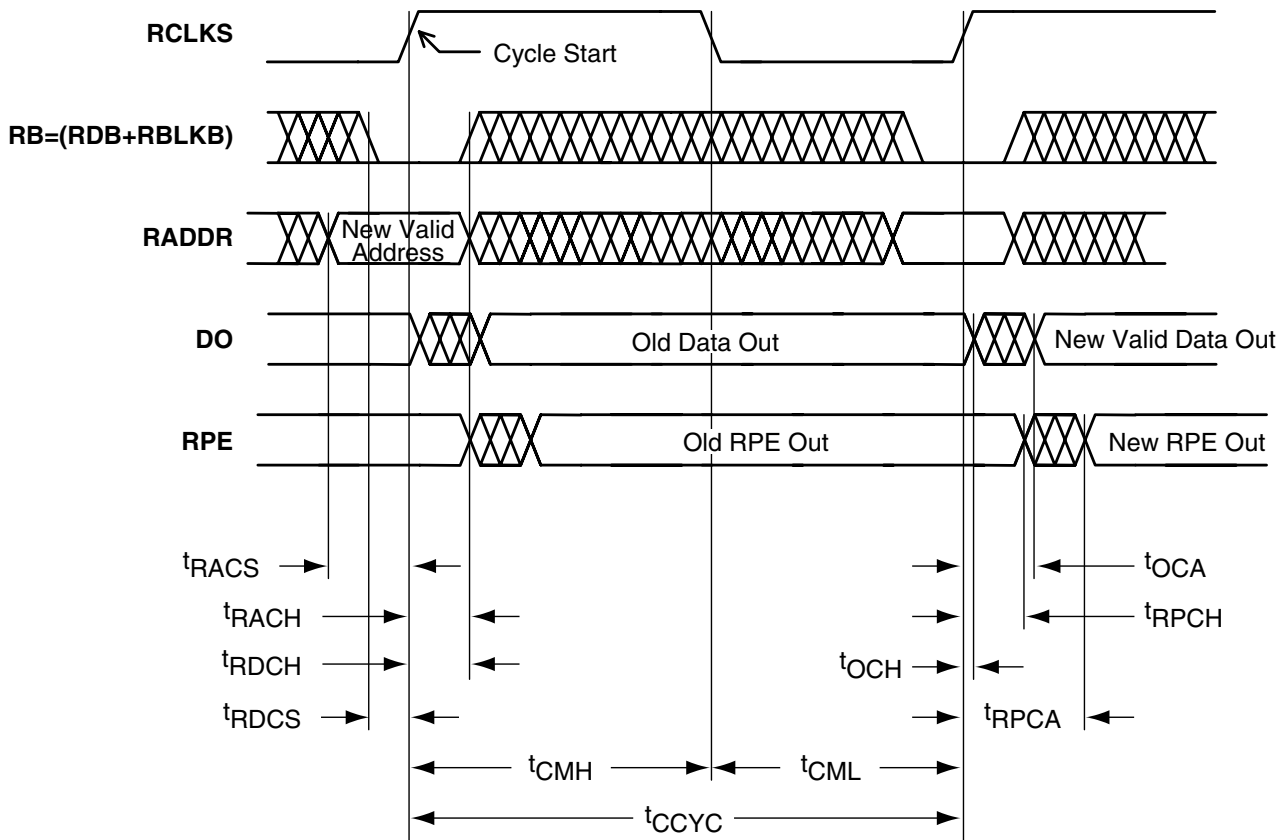 RCLKS
Cycle Start
RB=(RDB+RBLKB)
RADDR
New Valid
Address
DO
Old Data Out
New Valid Data Out
RPE
Old RPE Out
New RPE Out
tRACS
tOCA
tRACH
tRPCH
tRDCH
tOCH
tRDCS
tRPCA
tCMH
tCML
tCCYC